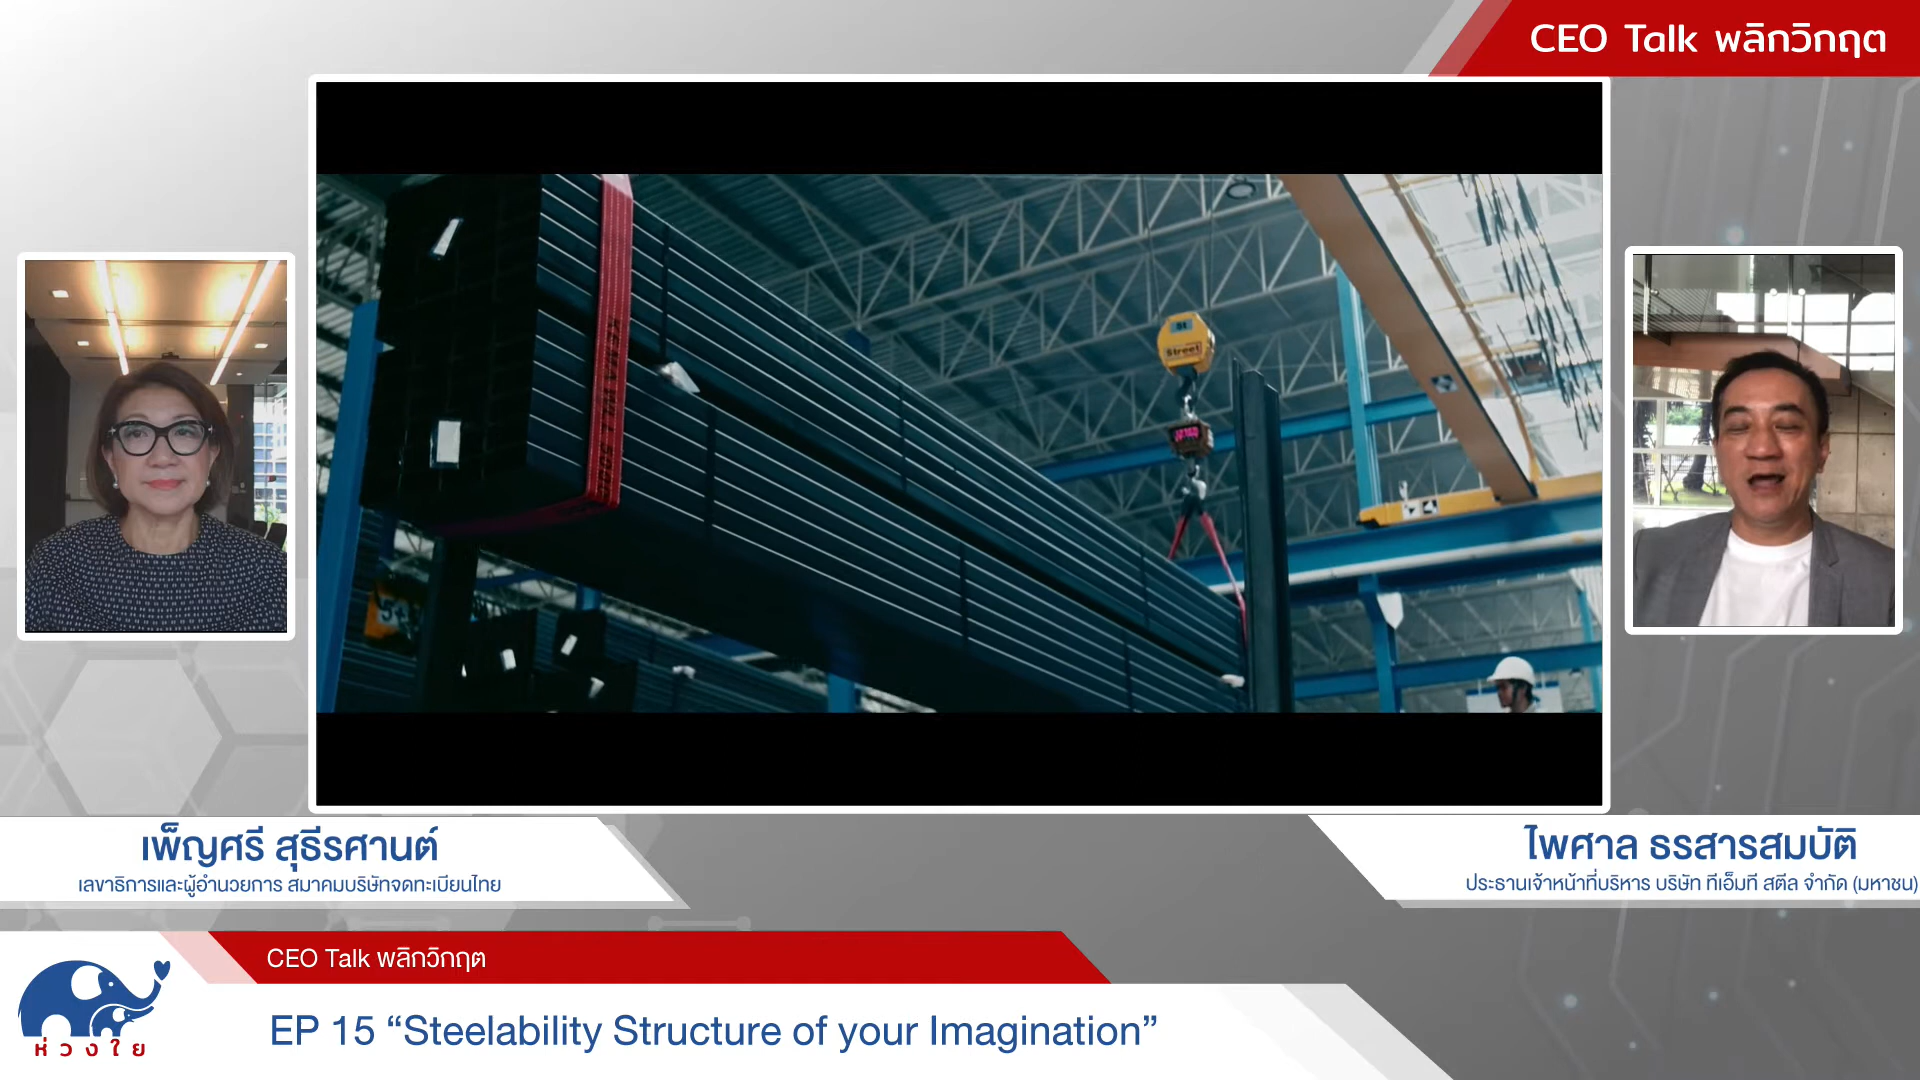 CEO Talk พลิกวิกฤต
Street
เพ็ญศรี สุธีรศานต์
เลขาธิการและผู้อำนวยการ สมาคมบริษัทจดทะเบียนไทย
ไพศาล ธรสารสมบัติ
ประธานเจ้าหน้าที่บริหาร บริษัท ทีเอ็มที สตีล จำกัด (มหาชน)
CEO Talk พลิกวิกฤต
EP 15 “Steelability Structure of your Imagination”
ห่วงใย